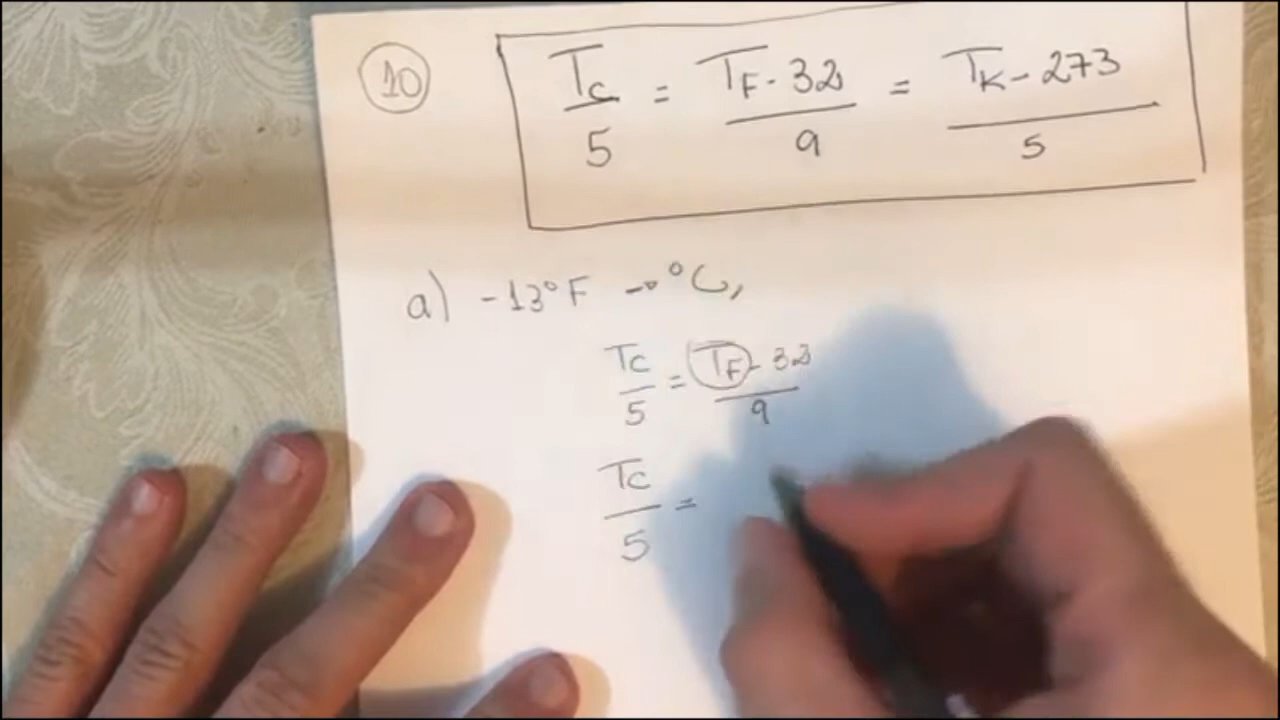 10
Tc/5 = TF - 32/9 = TK - 273/5
a) -13°F → °C,
Tc/5 = TF - 32/9
Tc/5 =